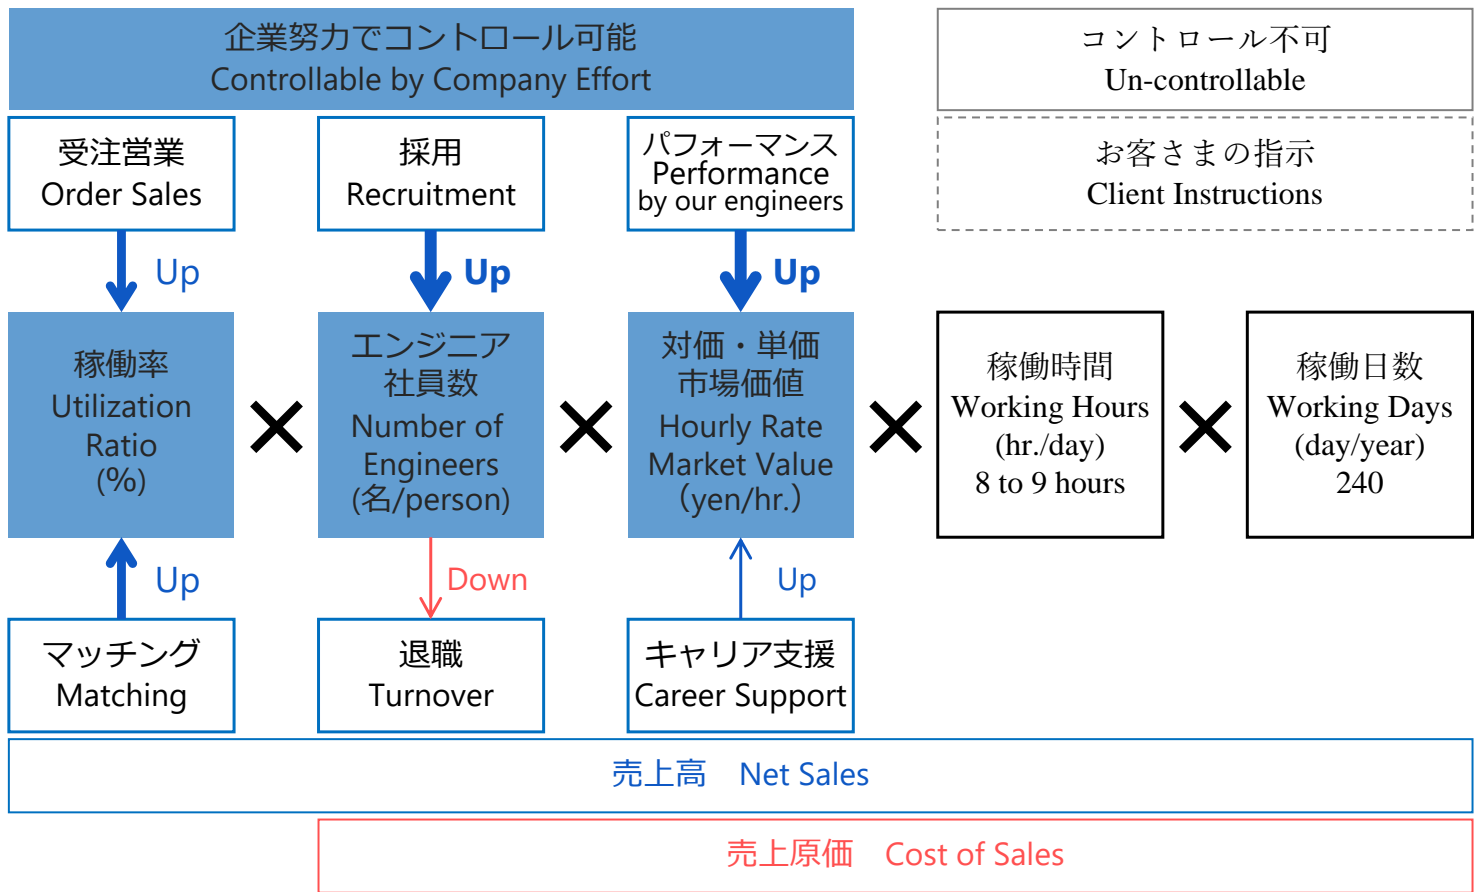 企業努力でコントロール可能
Controllable by Company Effort
コントロール不可
Un-controllable
受注営業
Order Sales
採用
Recruitment
パフォーマンス
Performance
by our engineers
お客さまの指示
Client Instructions
Up
Up
Up
稼働率
Utilization
Ratio
(%)
×
エンジニア
社員数
Number of
Engineers
(名/person)
×
対価・単価
市場価値
Hourly Rate
Market Value
（yen/hr.）
×
稼働時間
Working Hours
(hr./day)
8 to 9 hours
×
稼働日数
Working Days
(day/year)
240
Up
Down
Up
マッチング
Matching
退職
Turnover
キャリア支援
Career Support
売上高　Net Sales
売上原価　Cost of Sales